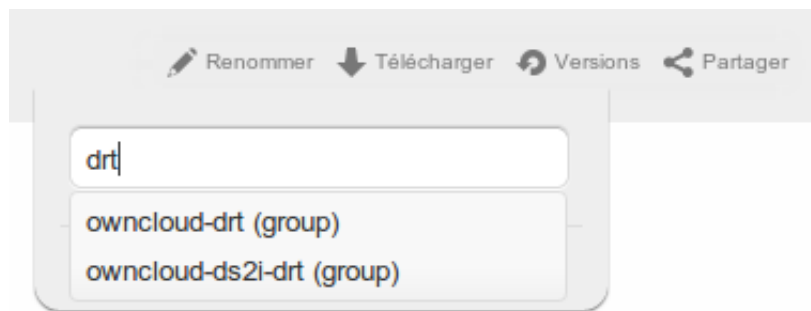 Renommer Télécharger Versions Partager
drt
owncloud-drt (group)
owncloud-ds2i-drt (group)